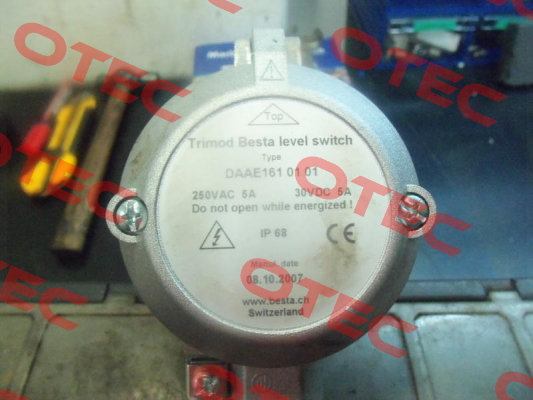 Top
Trimod Besta level switch
Type
DAAE161 01 01
250VAC 5A 30VDC 5A
Do not open while energized !
IP 68 CE
Manuf. date
08.10.2007
www.besta.ch
Switzerland
OTEC
OTEC
OTEC
OTEC
OTEC
OTEC